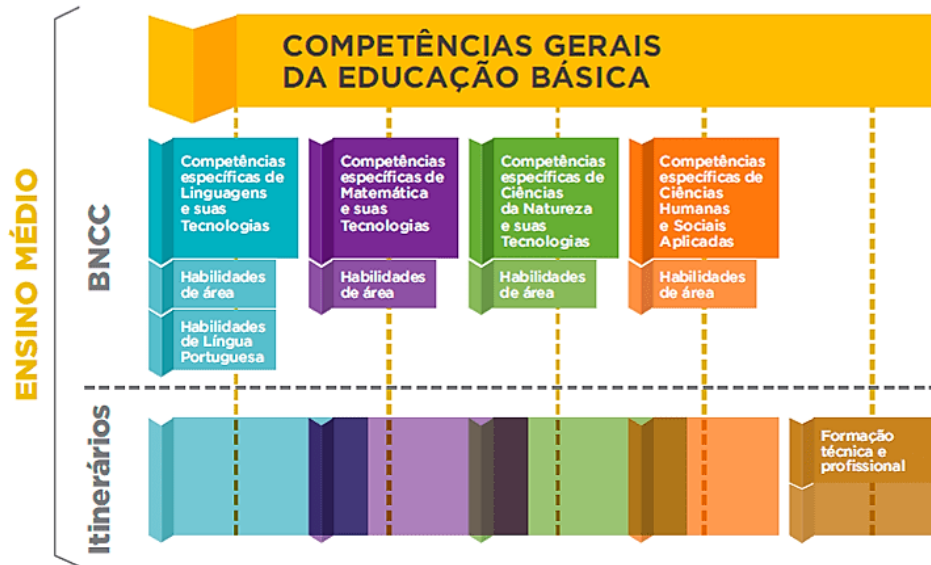 ENSINO MÉDIO
COMPETÊNCIAS GERAIS
DA EDUCAÇÃO BÁSICA
BNCC
Competências
específicas de
Linguagens
e suas
Tecnologias
Habilidades
de área
Habilidades
de Língua
Portuguesa
Competências
específicas de
Matemática
e suas
Tecnologias
Habilidades
de área
Competências
específicas de
Ciências
da Natureza
e suas
Tecnologias
Habilidades
de área
Competências
específicas de
Ciências
Humanas
e Sociais
Aplicadas
Habilidades
de área
Itinerários
Formação
técnica e
profissional